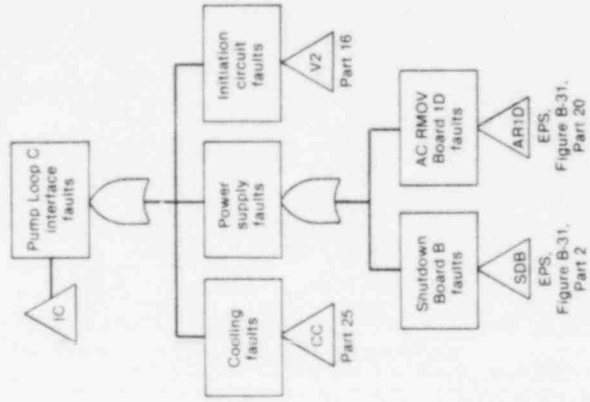 IC
Pump Loop C
interface
faults
Cooling
faults
CC
Part 25
Power
supply
faults
Initiation
circuit
faults
V2
Part 16
Shutdown
Board B
faults
SDB
EPS,
Figure B-31,
Part 2
AC RMOV
Board 1D
faults
AR1D
EPS,
Figure B-31,
Part 20